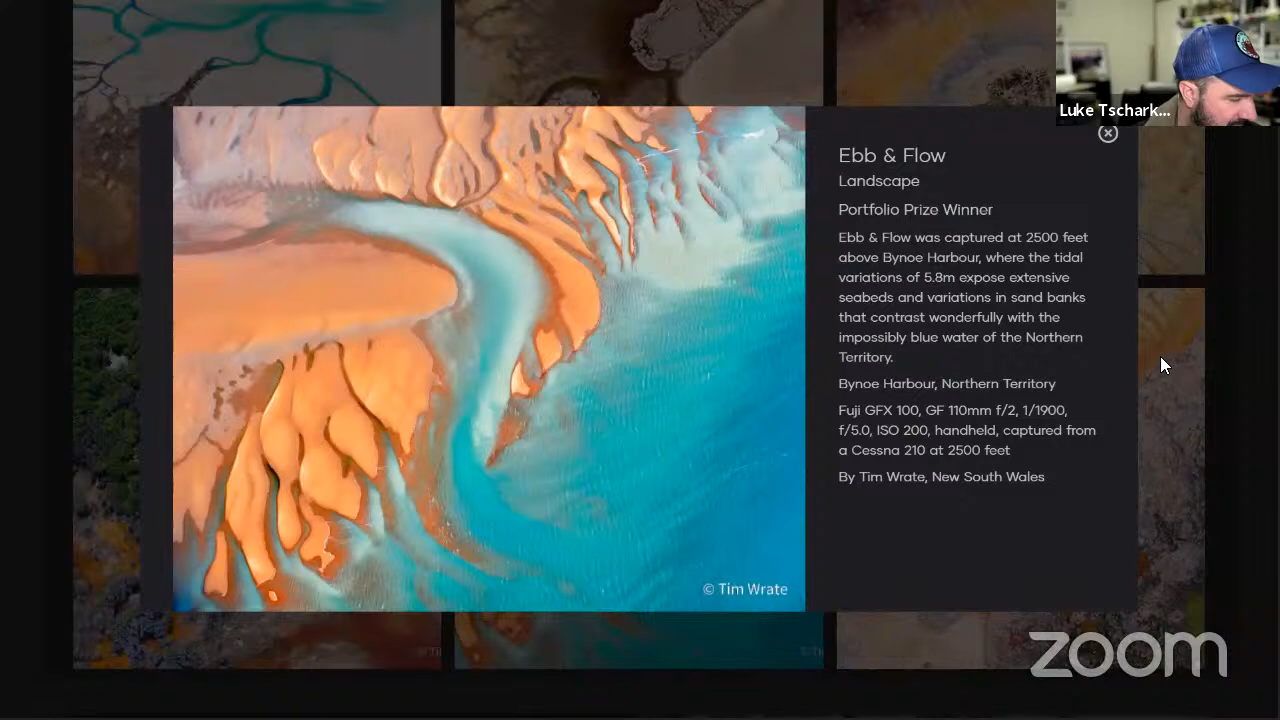 Luke Tschark...
Ebb & Flow
Landscape
Portfolio Prize Winner
Ebb & Flow was captured at 2500 feet
above Bynoe Harbour, where the tidal
variations of 5.8m expose extensive
seabeds and variations in sand banks
that contrast wonderfully with the
impossibly blue water of the Northern
Territory.
Bynoe Harbour, Northern Territory
Fuji GFX 100, GF 110mm f/2, 1/1900,
f/5.0, ISO 200, handheld, captured from
a Cessna 210 at 2500 feet
By Tim Wrate, New South Wales
© Tim Wrate
zoom